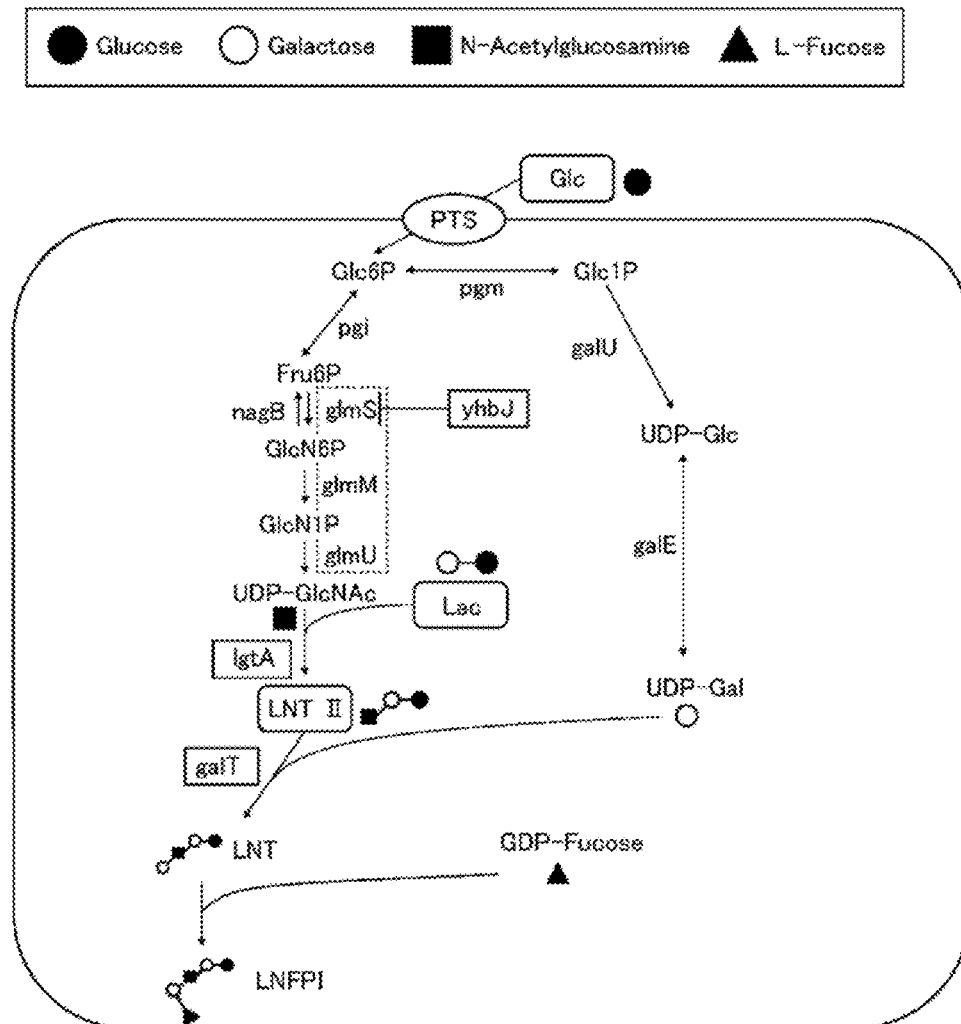 Glucose Galactose N-Acetylglucosamine L-Fucose
Glc
PTS
Glc6P Glc1P
pgm
pgi
galU
Fru6P
nagB glmS yhbJ
UDP-Glc
GlcN6P
glmM
GlcN1P
galE
glmU
UDP-GlcNAc
Lac
lgtA
UDP-Gal
LNT Ⅱ
galT
LNT
GDP-Fucose
LNFPI